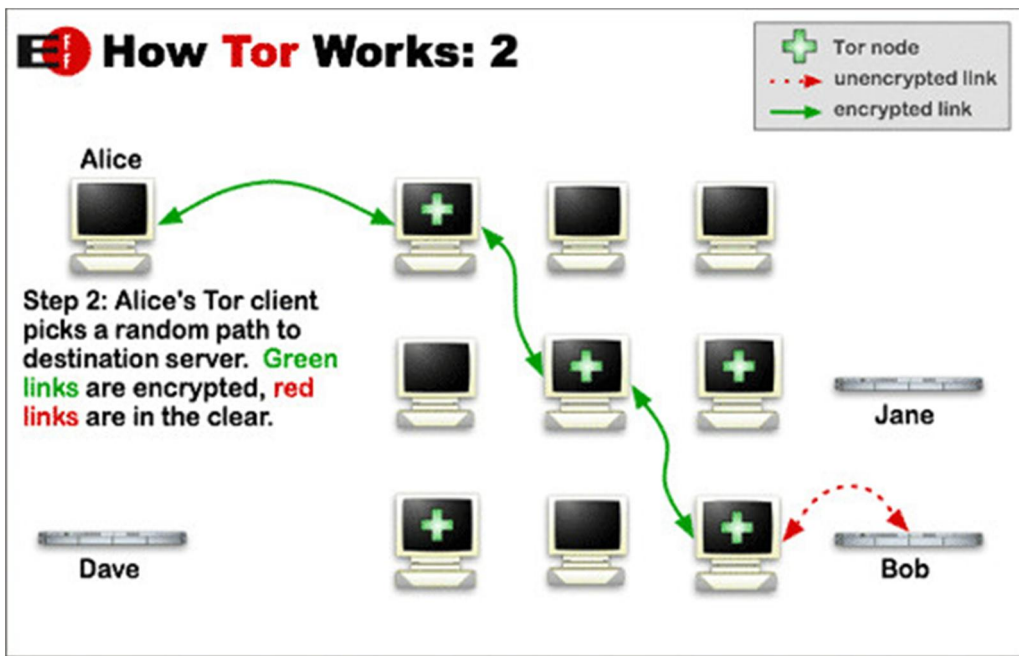 EFF How Tor Works: 2
Tor node
unencrypted link
encrypted link
Alice
Step 2: Alice's Tor client
picks a random path to
destination server. Green
links are encrypted, red
links are in the clear.
Jane
Dave
Bob